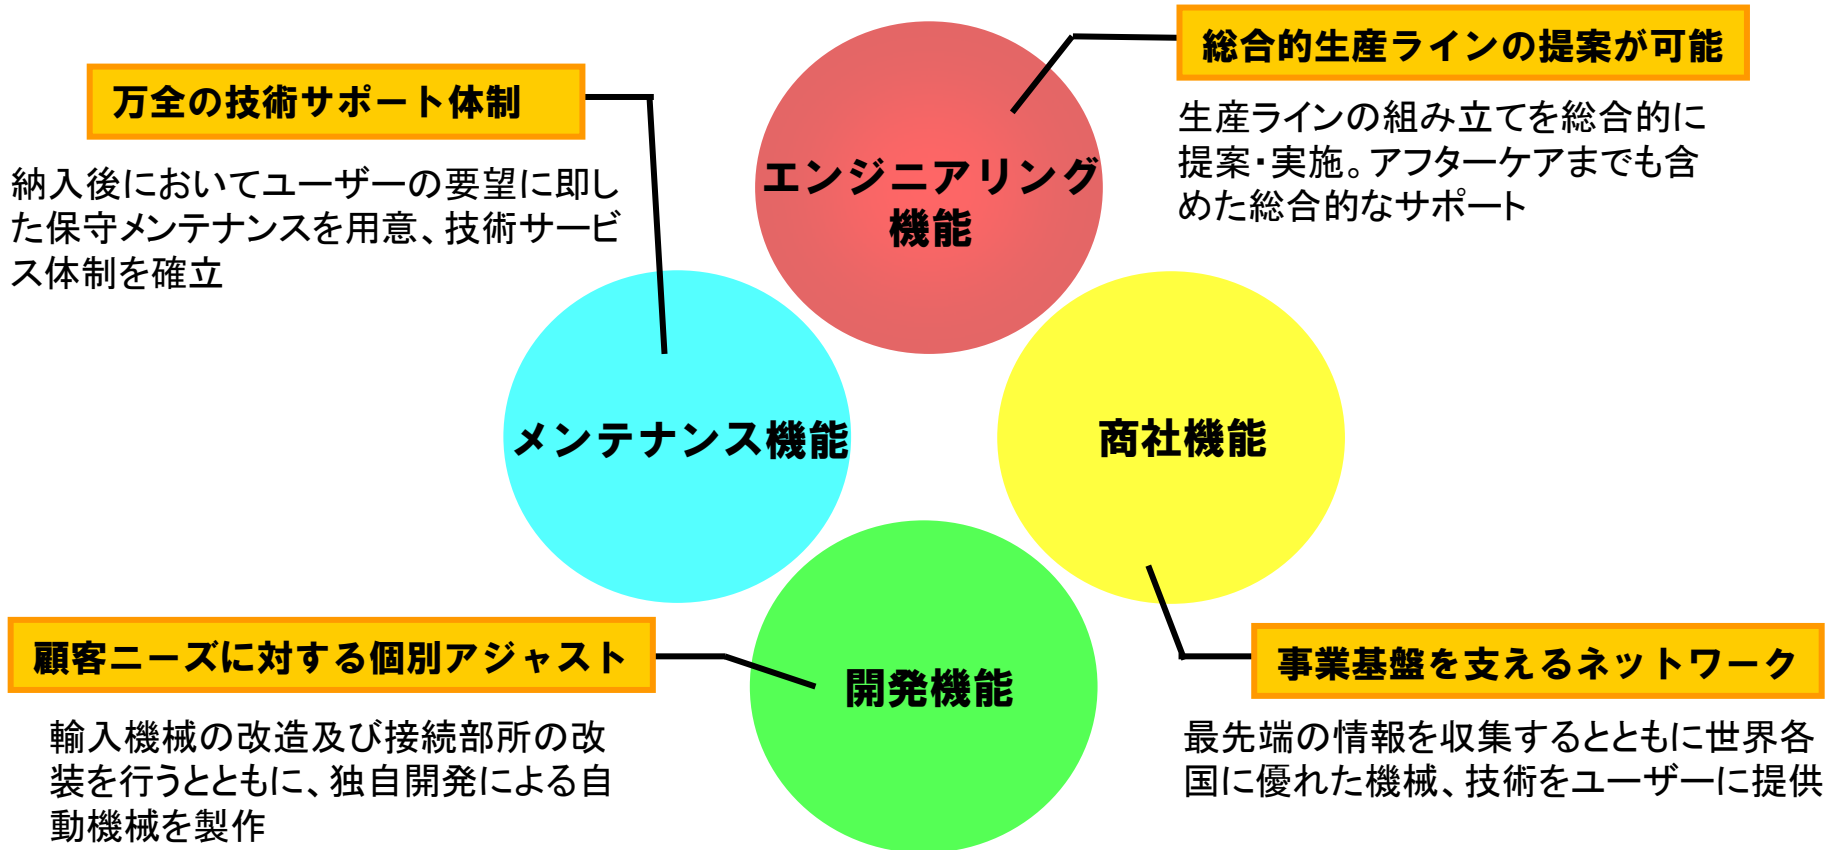 総合的生産ラインの提案が可能
生産ラインの組み立てを総合的に
提案・実施。アフターケアまでも含
めた総合的なサポート
万全の技術サポート体制
納入後においてユーザーの要望に即し
た保守メンテナンスを用意、技術サービ
ス体制を確立
エンジニアリング
機能
メンテナンス機能
商社機能
開発機能
顧客ニーズに対する個別アジャスト
輸入機械の改造及び接続部所の改
装を行うとともに、独自開発による自
動機械を製作
事業基盤を支えるネットワーク
最先端の情報を収集するとともに世界各
国に優れた機械、技術をユーザーに提供